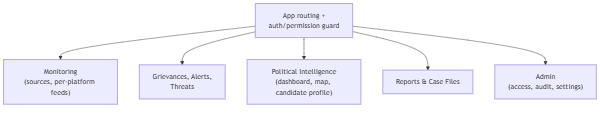 App routing +
auth/permission guard
Monitoring
(sources, per-platform
feeds)
Grievances, Alerts,
Threats
Political Intelligence
(dashboard, map,
candidate profile)
Reports & Case Files
Admin
(access, audit, settings)